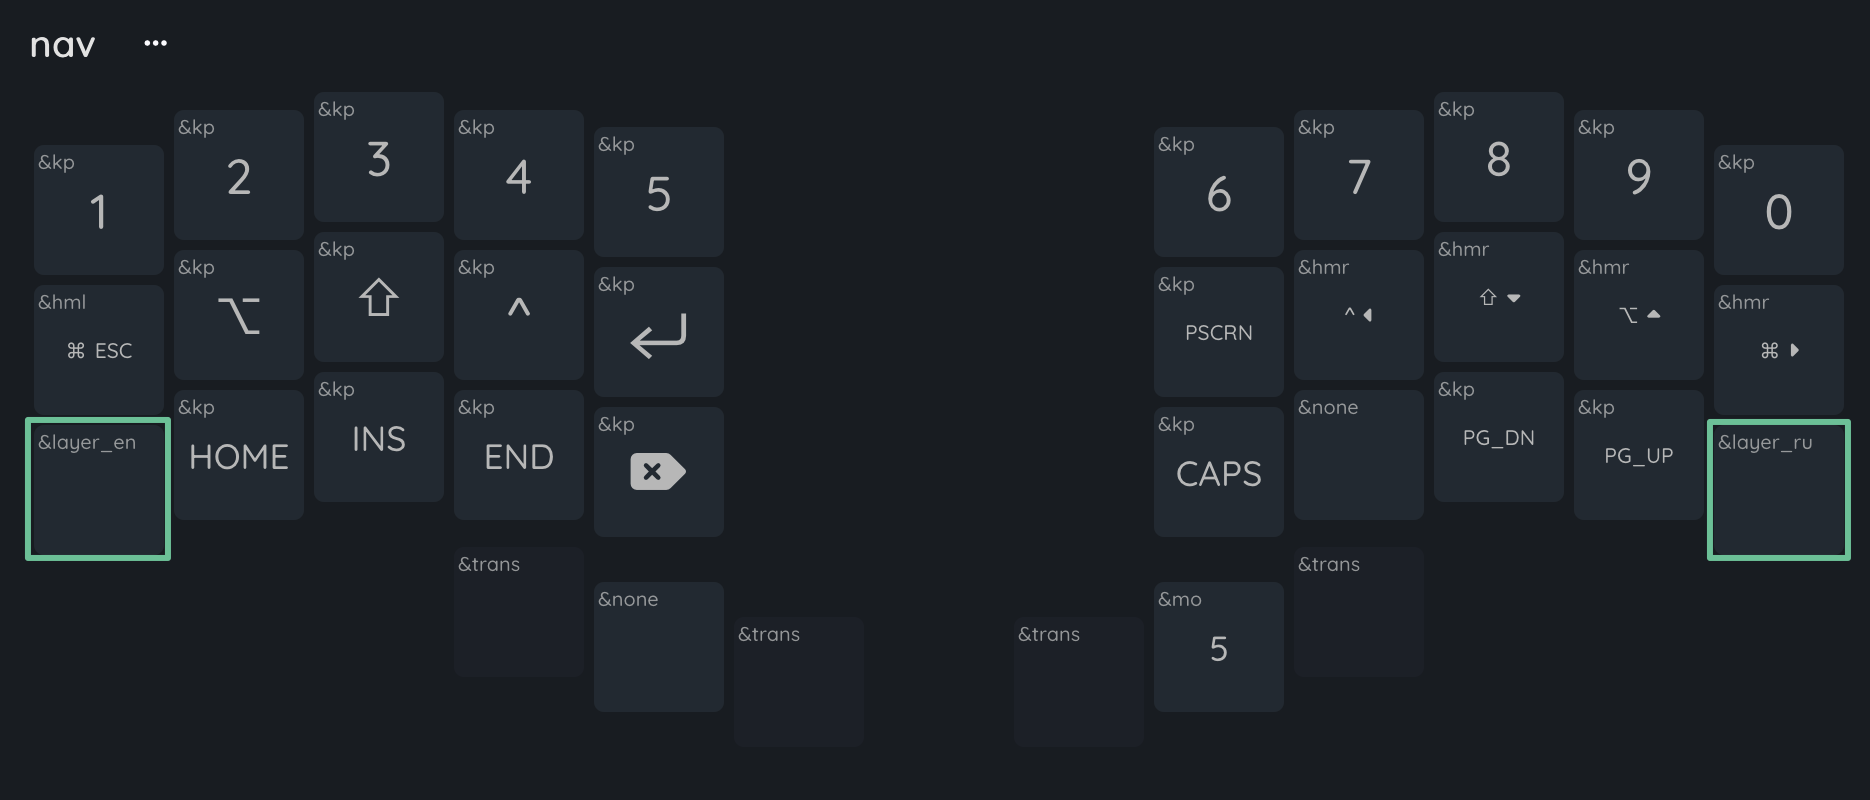 nav ...
&kp 1
&kp 2
&kp 3
&kp 4
&kp 5
&kp 6
&kp 7
&kp 8
&kp 9
&kp 0
&hml ⌘ ESC
&kp ⌥
&kp ⇧
&kp ^
&kp ↵
&kp PSCRN
&hmr ^ ◀
&hmr ⇧ ▼
&hmr ⌥ ▲
&hmr ⌘ ▶
&layer_en
&kp HOME
&kp INS
&kp END
&kp ⌫
&kp CAPS
&none
&kp PG_DN
&kp PG_UP
&layer_ru
&trans
&none
&trans
&trans
&mo 5
&trans